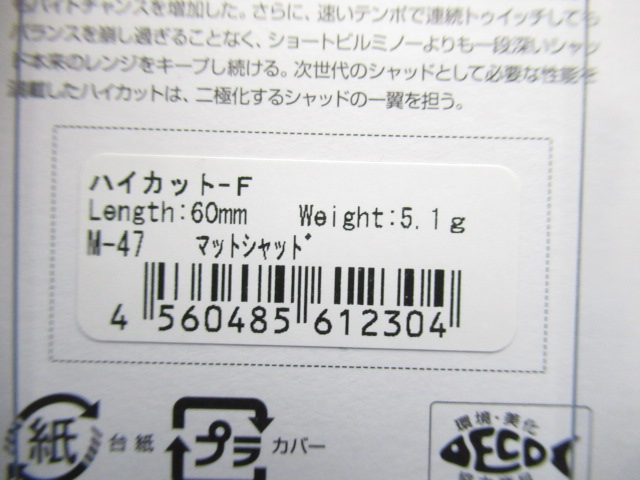 もバイトチャンスを増加した。さらに、速いテンポで連続トゥイッチしても
バランスを崩し過ぎることなく、ショートビルミノーよりも一段深いシャッ
ド本来のレンジをキープし続ける。次世代のシャッドとして必要な性能を
搭載したハイカットは、二極化するシャッドの一翼を担う。
ハイカット-F
Length:60mm Weight:5.1g
M-47 マットシャッド
4 560485 612304
紙 台紙 プラ カバー
環境・美化
ECO